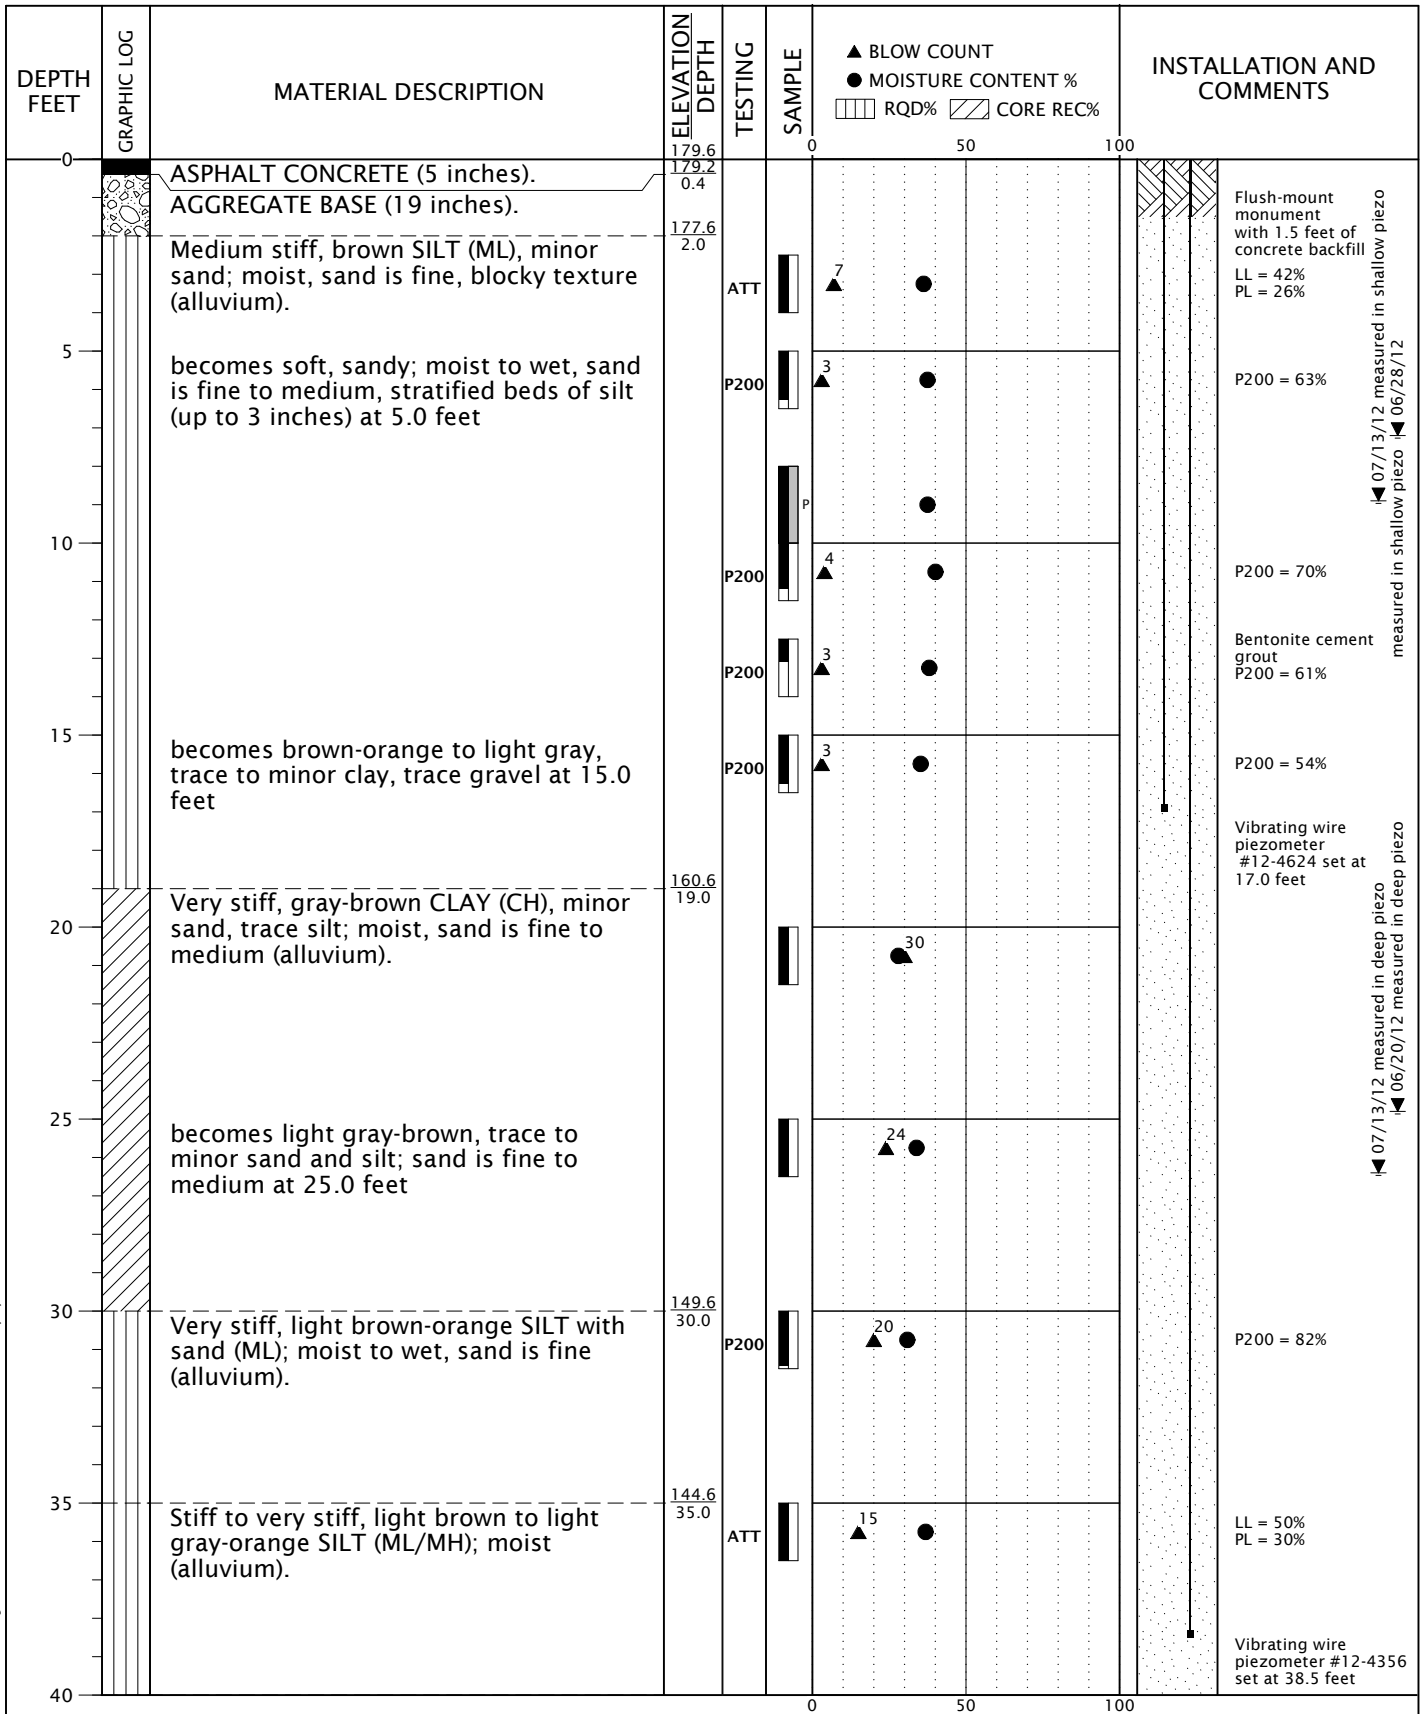 DEPTH
FEET
GRAPHIC LOG
MATERIAL DESCRIPTION
ELEVATION
DEPTH
TESTING
SAMPLE
▲ BLOW COUNT
● MOISTURE CONTENT %
RQD% CORE REC%
INSTALLATION AND
COMMENTS
0 50 100
0
179.6
179.2
0.4
ASPHALT CONCRETE (5 inches).
AGGREGATE BASE (19 inches).
177.6
2.0
Medium stiff, brown SILT (ML), minor
sand; moist, sand is fine, blocky texture
(alluvium).
ATT
7
Flush-mount
monument
with 1.5 feet of
concrete backfill
LL = 42%
PL = 26%
07/13/12 measured in shallow piezo
06/28/12
measured in shallow piezo
5
becomes soft, sandy; moist to wet, sand
is fine to medium, stratified beds of silt
(up to 3 inches) at 5.0 feet
P200
3
P200 = 63%
P
10
P200
4
P200 = 70%
P200
3
Bentonite cement
grout
P200 = 61%
15
becomes brown-orange to light gray,
trace to minor clay, trace gravel at 15.0
feet
P200
3
P200 = 54%
Vibrating wire
piezometer
#12-4624 set at
17.0 feet
160.6
19.0
Very stiff, gray-brown CLAY (CH), minor
sand, trace silt; moist, sand is fine to
medium (alluvium).
20
30
07/13/12 measured in deep piezo
06/20/12 measured in deep piezo
25
becomes light gray-brown, trace to
minor sand and silt; sand is fine to
medium at 25.0 feet
24
30
149.6
30.0
Very stiff, light brown-orange SILT with
sand (ML); moist to wet, sand is fine
(alluvium).
P200
20
P200 = 82%
35
144.6
35.0
Stiff to very stiff, light brown to light
gray-orange SILT (ML/MH); moist
(alluvium).
ATT
15
LL = 50%
PL = 30%
Vibrating wire
piezometer #12-4356
set at 38.5 feet
40
0 50 100